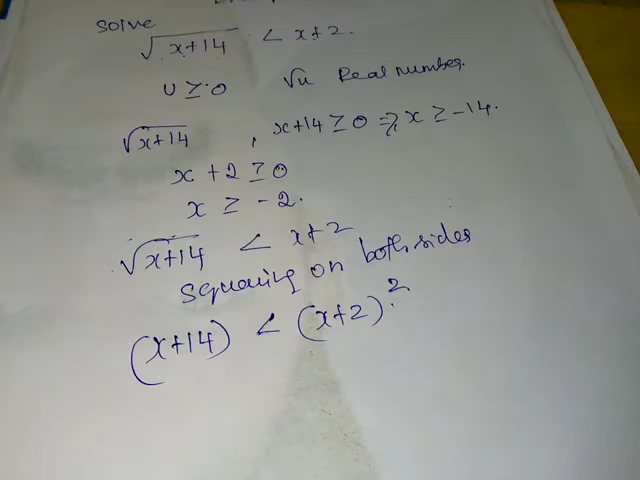 solve
√x+14 < x+2.
u ≥ 0 √u Real number.
√x+14 , x+14 ≥ 0 ⇒ x ≥ -14.
x + 2 ≥ 0
x ≥ -2.
√x+14 < x+2
squaring on both sides
(x+14) < (x+2)².